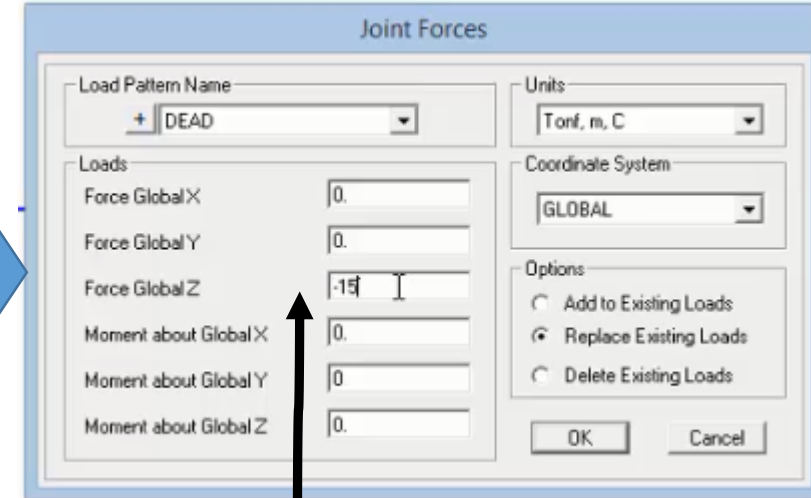 Joint Forces
Load Pattern Name
+ DEAD
Units
Tonf, m, C
Loads
Force Global X 0.
Force Global Y 0.
Force Global Z -15
Moment about Global X 0.
Moment about Global Y 0
Moment about Global Z 0.
Coordinate System
GLOBAL
Options
Add to Existing Loads
Replace Existing Loads
Delete Existing Loads
OK Cancel